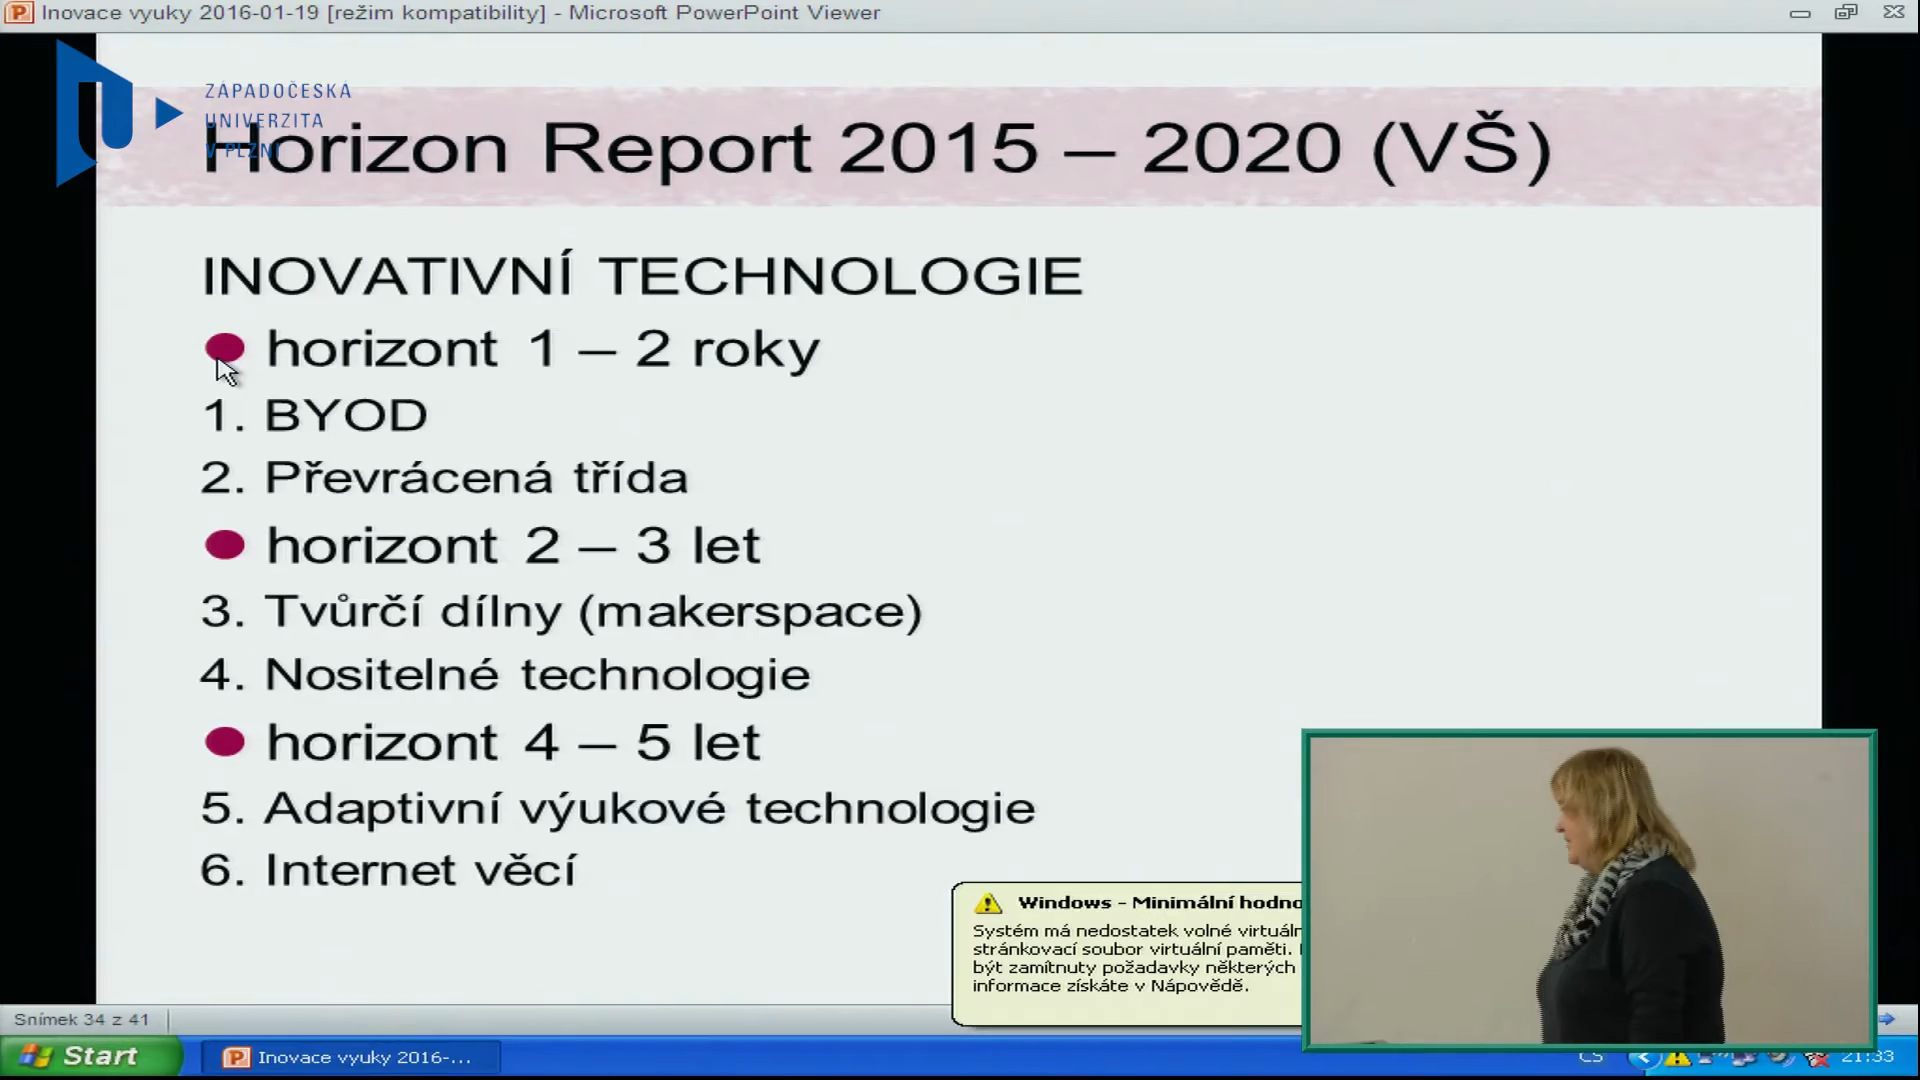 Inovace vyuky 2016-01-19 [režim kompatibility] - Microsoft PowerPoint Viewer
ZÁPADOČESKÁ
UNIVERZITA
V PLZNI
Horizon Report 2015 – 2020 (VŠ)
INOVATIVNÍ TECHNOLOGIE
horizont 1 – 2 roky
1. BYOD
2. Převrácená třída
horizont 2 – 3 let
3. Tvůrčí dílny (makerspace)
4. Nositelné technologie
horizont 4 – 5 let
5. Adaptivní výukové technologie
6. Internet věcí
Windows - Minimální
Systém má nedostatek volné
stránkovací soubor virtuální paměti.
být zamítnuty požadavky některých
informace získáte v Nápovědě.
Snímek 34 z 41
Start
Inovace vyuky 2016-...
CS
21:33